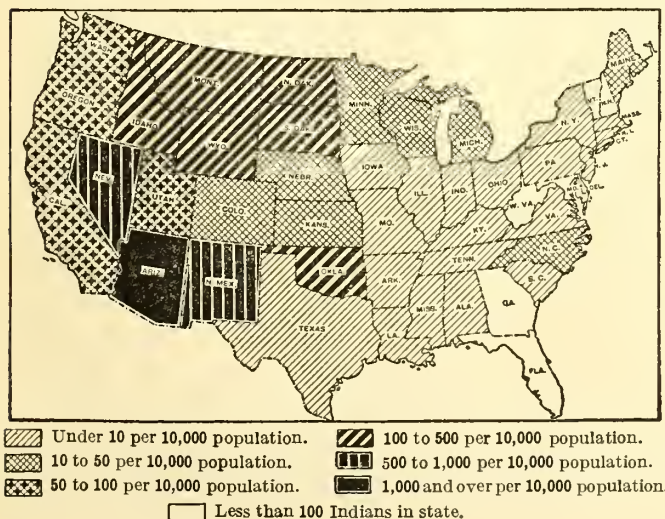 WASH.
MONT.
N. DAK.
MINN.
MAINE
VT.
N.H.
MASS.
OREGON
IDAHO
WYO.
S. DAK.
WIS.
MICH.
N.Y.
R.I.
CT.
NEV.
UTAH
NEBR.
IOWA
ILL.
IND.
OHIO
PA.
N.J.
MD.
DEL.
CAL.
COLO.
KANS.
MO.
KY.
W. VA.
VA.
ARIZ.
N. MEX.
OKLA.
ARK.
TENN.
N. C.
S. C.
TEXAS
LA.
MISS.
ALA.
GA.
FLA.
Under 10 per 10,000 population.
100 to 500 per 10,000 population.
10 to 50 per 10,000 population.
500 to 1,000 per 10,000 population.
50 to 100 per 10,000 population.
1,000 and over per 10,000 population.
Less than 100 Indians in state.